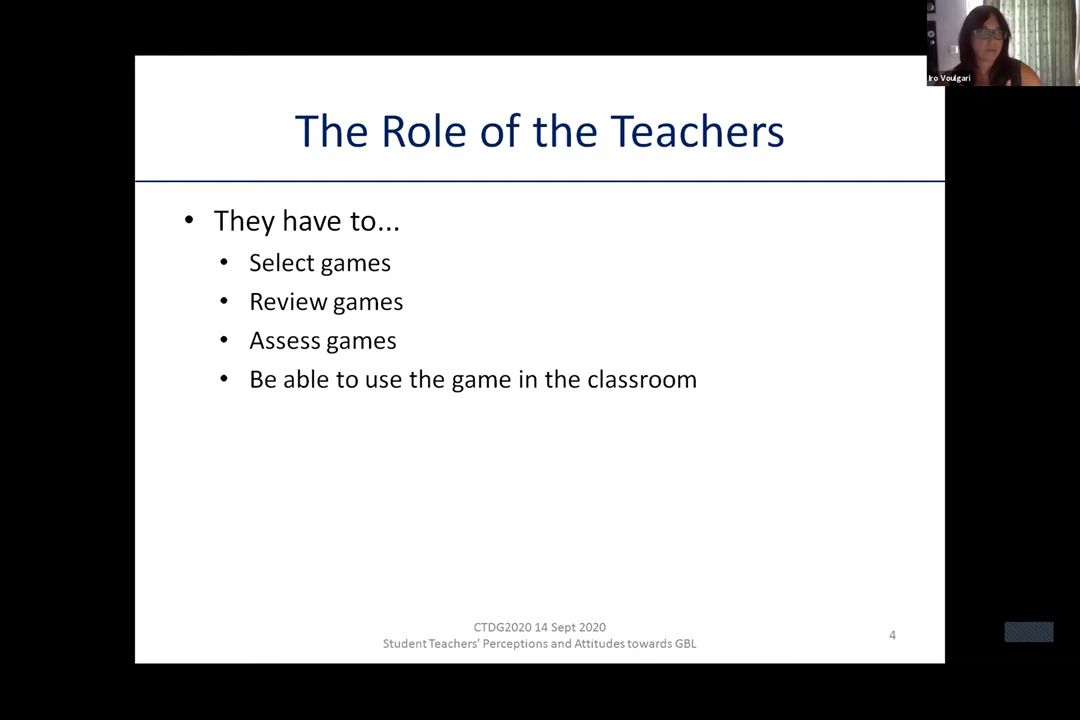 Iro Voulgari
The Role of the Teachers
• They have to...
• Select games
• Review games
• Assess games
• Be able to use the game in the classroom
CTDG2020 14 Sept 2020
Student Teachers’ Perceptions and Attitudes towards GBL
4